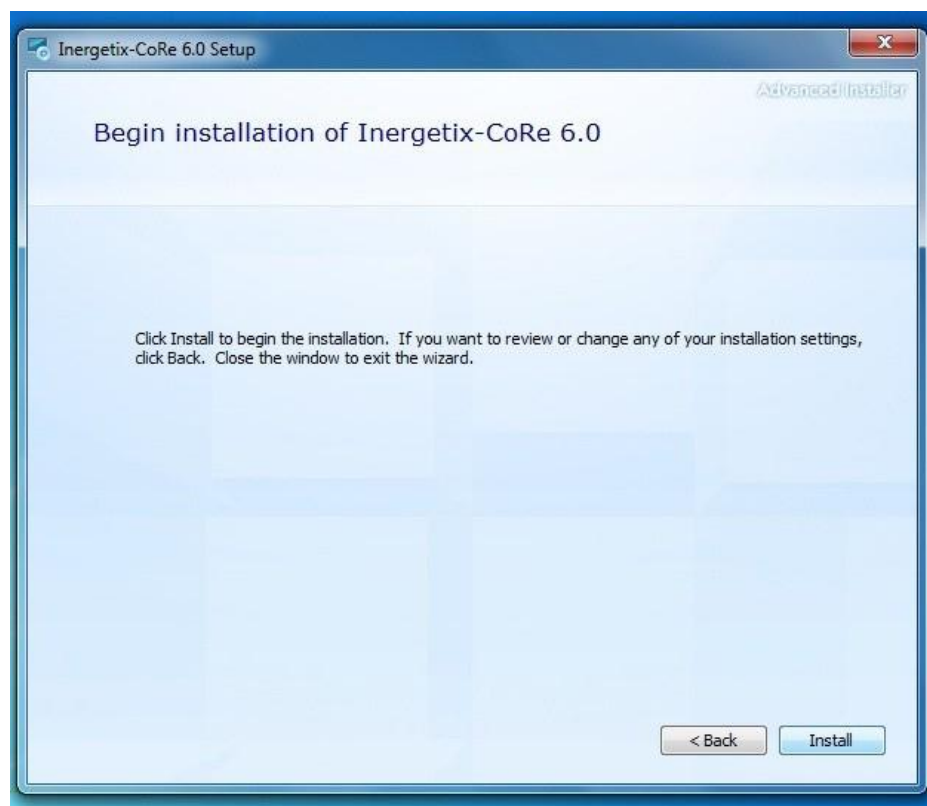 Inergetix-CoRe 6.0 Setup
Advanced Installer
Begin installation of Inergetix-CoRe 6.0
Click Install to begin the installation. If you want to review or change any of your installation settings,
click Back. Close the window to exit the wizard.
< Back
Install